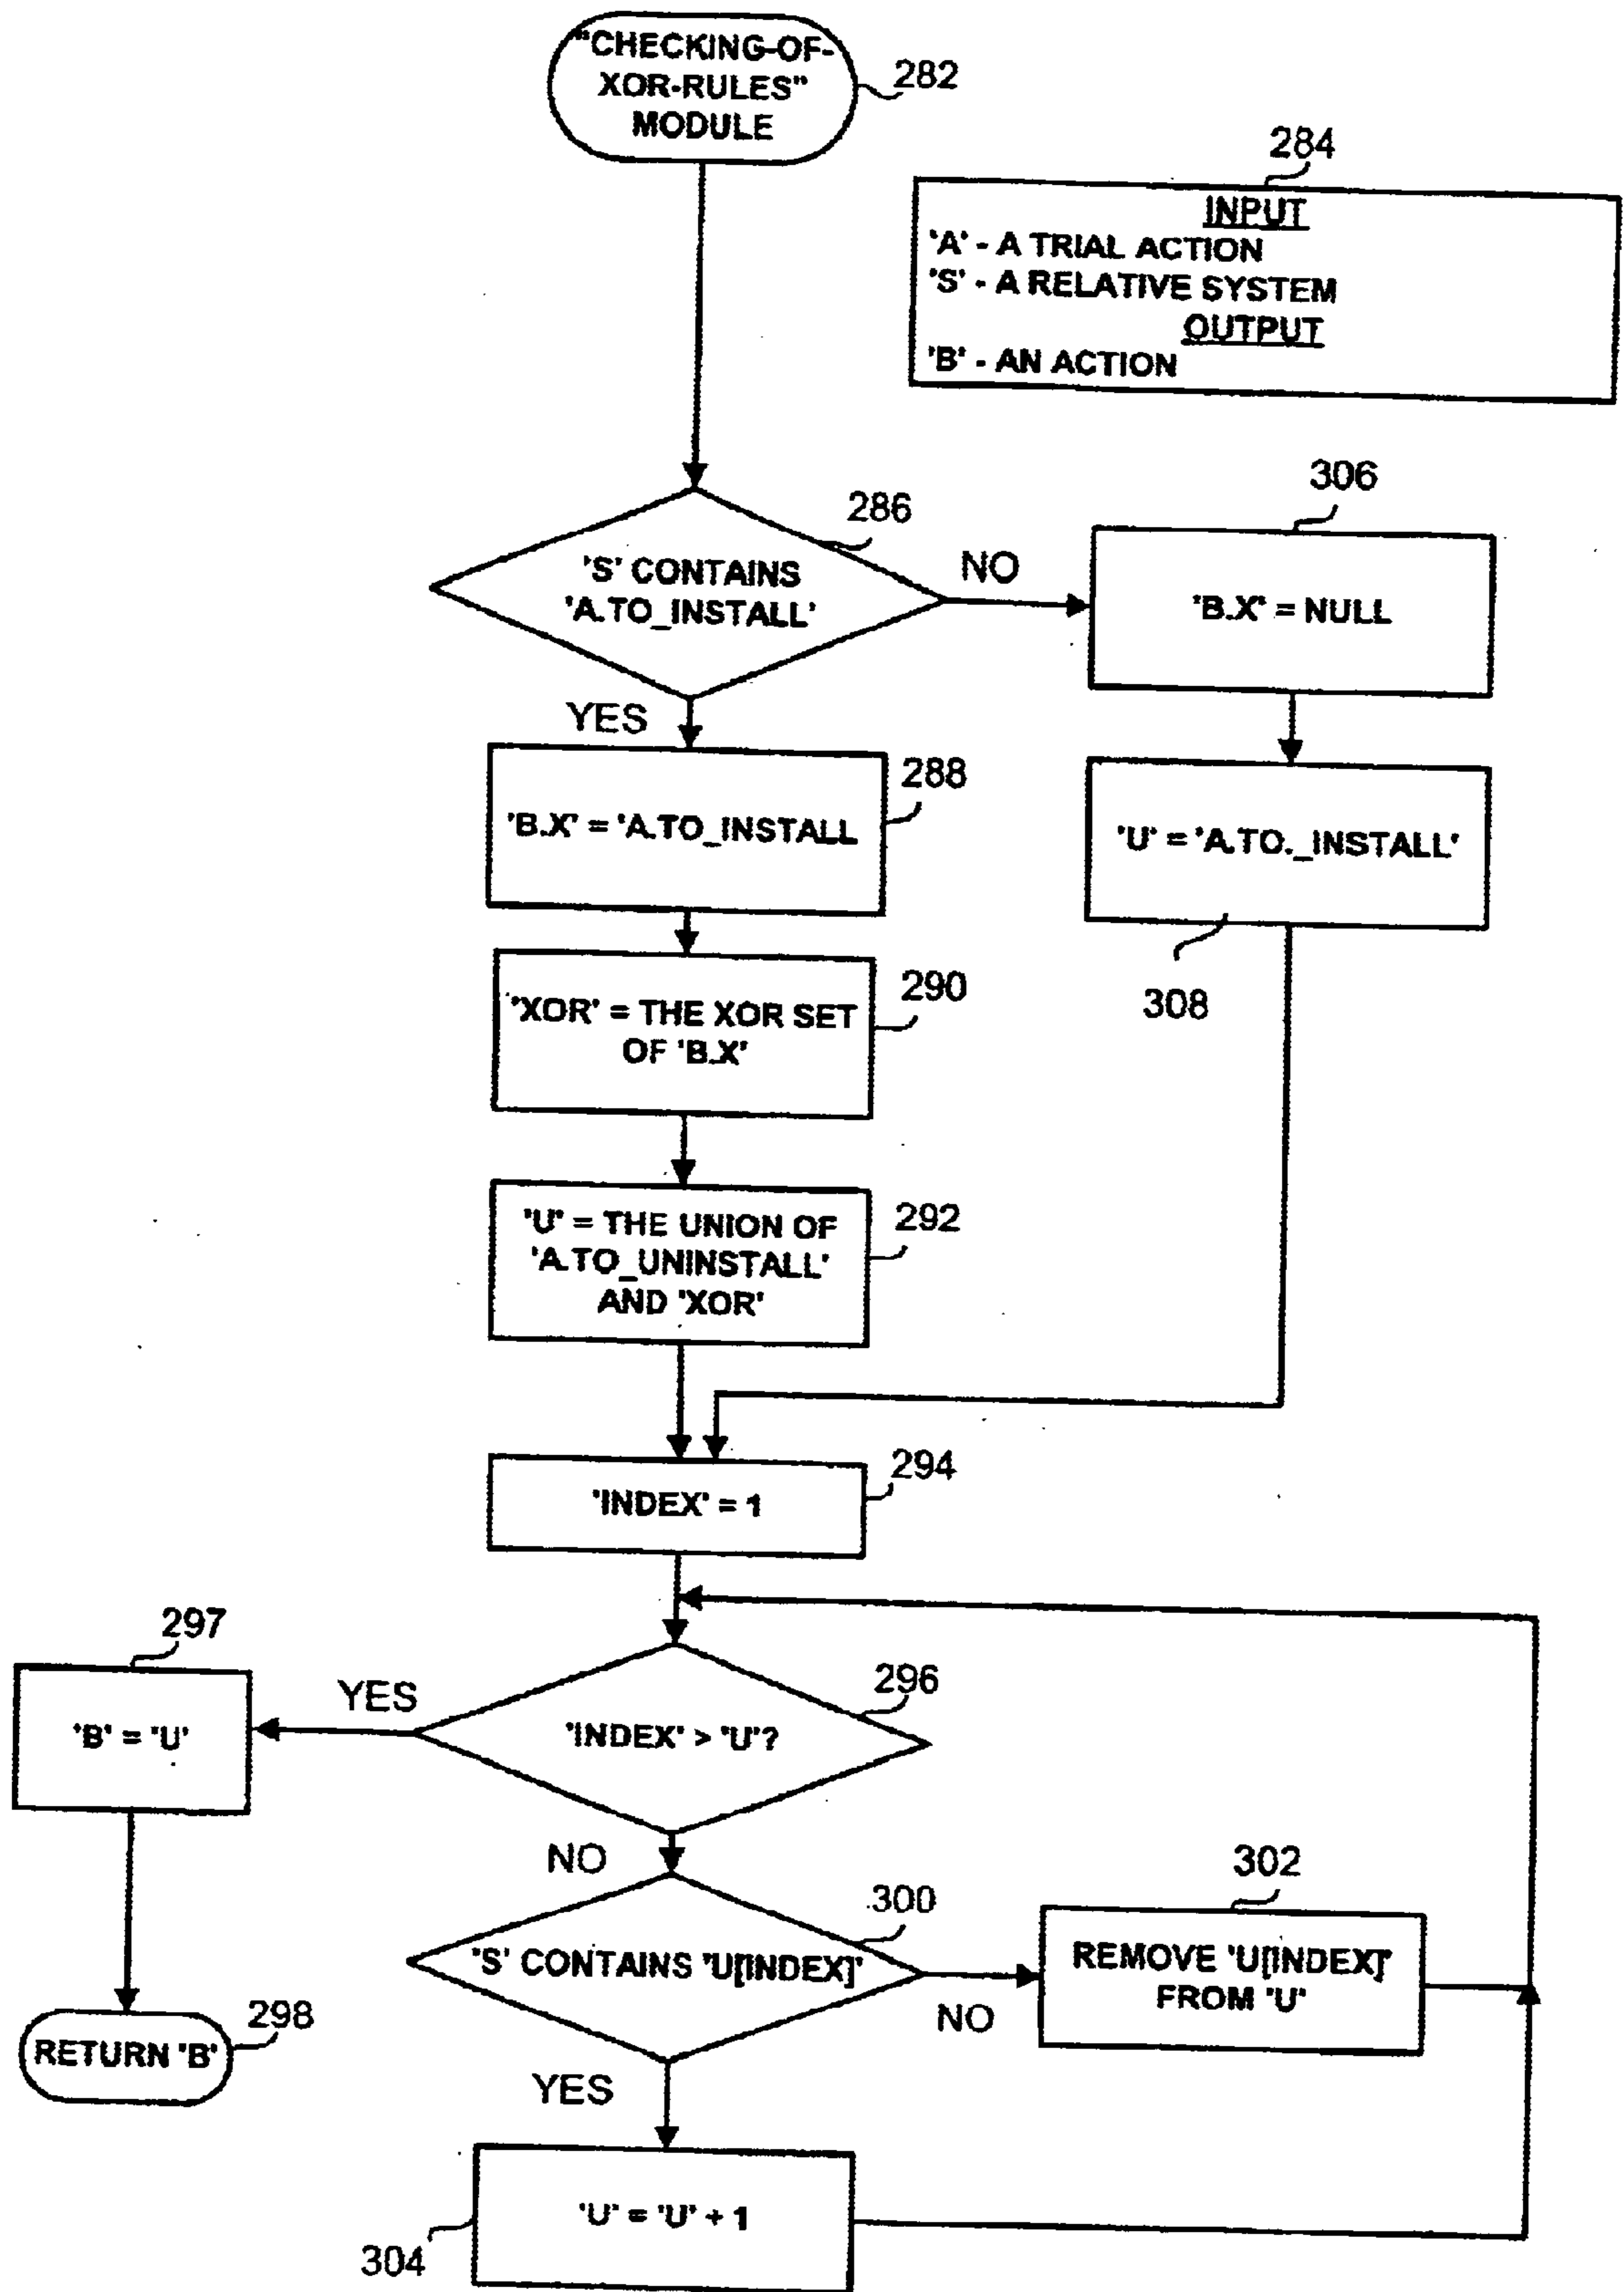 "CHECKING-OF-
XOR-RULES"
MODULE
282
284
INPUT
'A' - A TRIAL ACTION
'S' - A RELATIVE SYSTEM
OUTPUT
'B' - AN ACTION
286
'S' CONTAINS
'A.TO_INSTALL'
NO
306
'B.X' = NULL
YES
288
'B.X' = 'A.TO_INSTALL
'U' = 'A.TO._INSTALL'
308
290
'XOR' = THE XOR SET
OF 'B.X'
292
'U' = THE UNION OF
'A.TO_UNINSTALL'
AND 'XOR'
294
'INDEX' = 1
297
'B' = 'U'
YES
296
'INDEX' > 'U'?
NO
300
'S' CONTAINS 'U[INDEX]'
NO
302
REMOVE 'U[INDEX]'
FROM 'U'
298
RETURN 'B'
YES
'U' = 'U' + 1
304